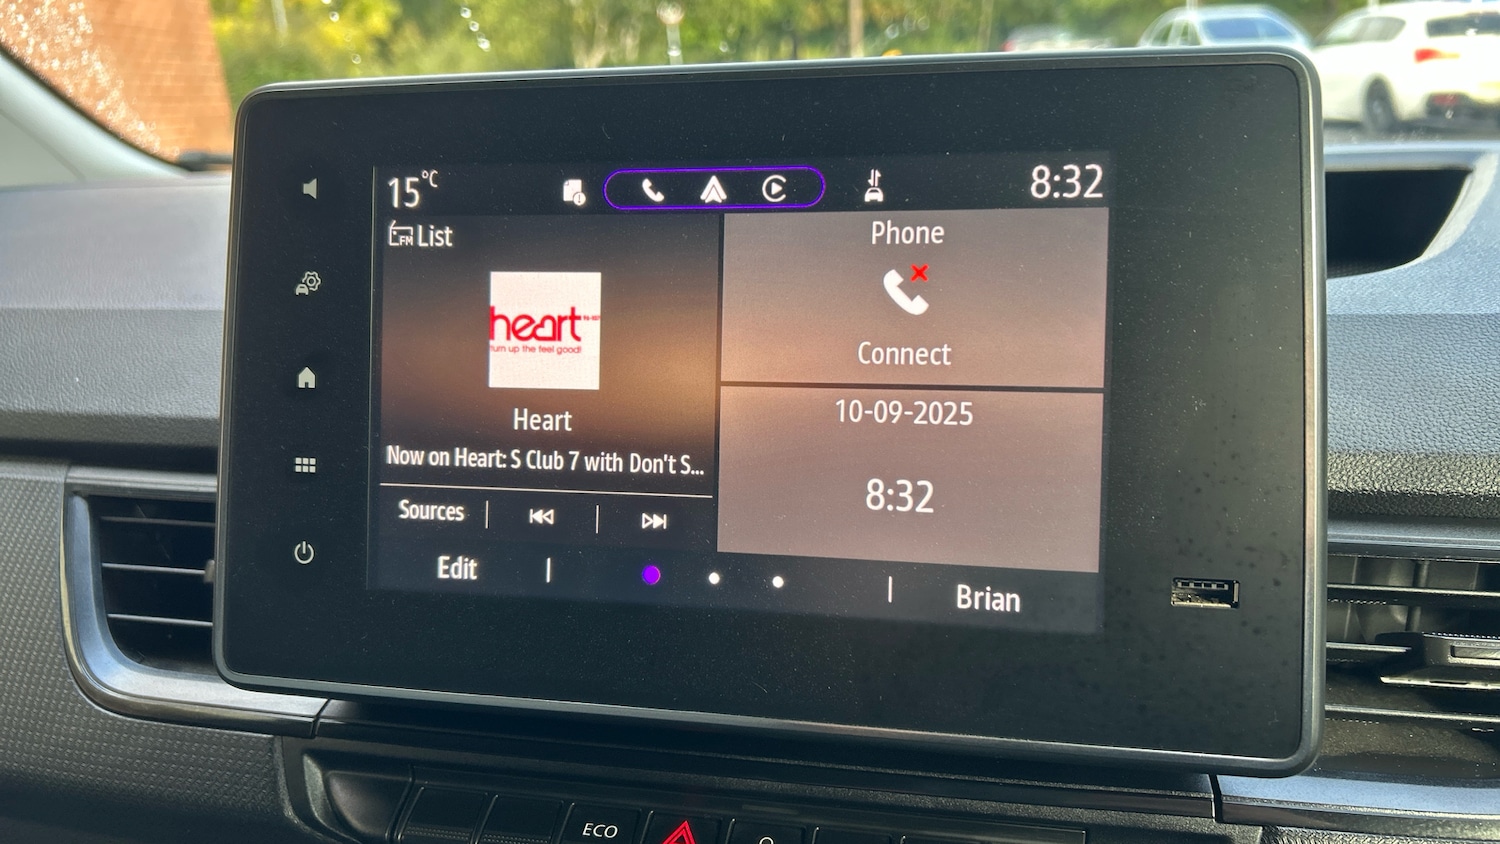 15°C
8:32
FM List
heart
turn up the feel good!
Heart
Now on Heart: S Club 7 with Don't S...
Sources
Phone
Connect
10-09-2025
8:32
Edit
Brian
ECO